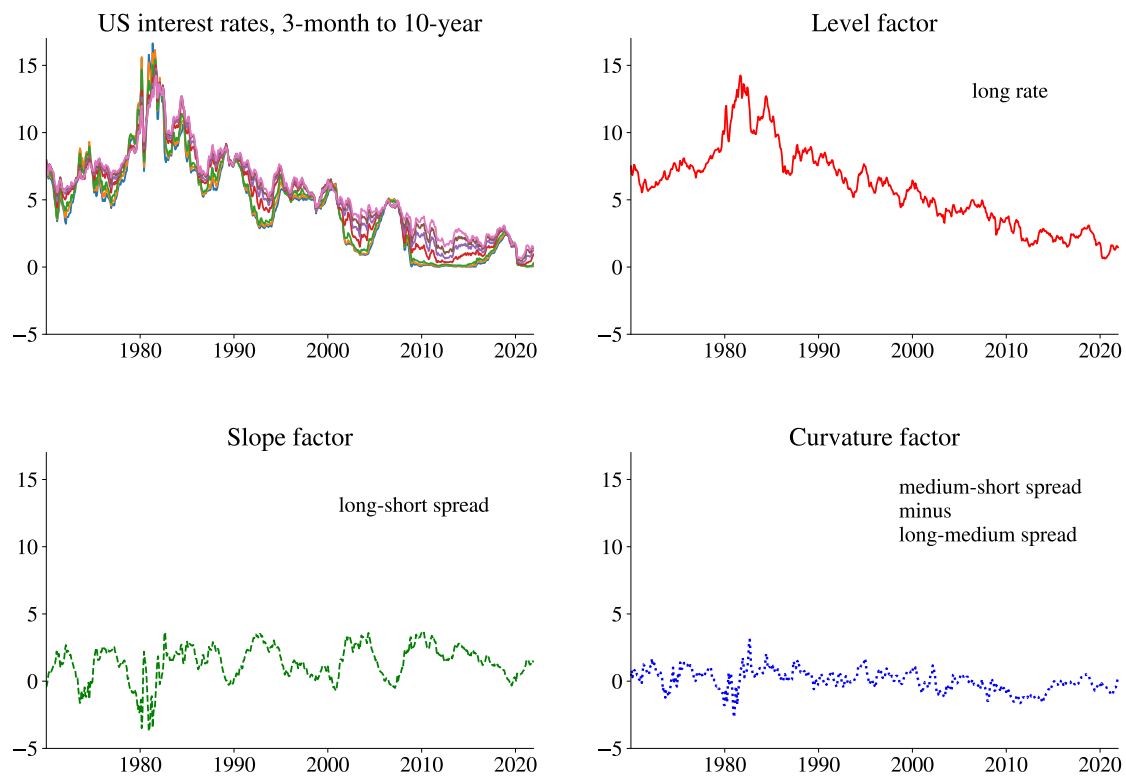 US interest rates, 3-month to 10-year
15
10
5
0
−5
1980 1990 2000 2010 2020
Level factor
long rate
15
10
5
0
−5
1980 1990 2000 2010 2020
Slope factor
long-short spread
15
10
5
0
−5
1980 1990 2000 2010 2020
Curvature factor
medium-short spread
minus
long-medium spread
15
10
5
0
−5
1980 1990 2000 2010 2020